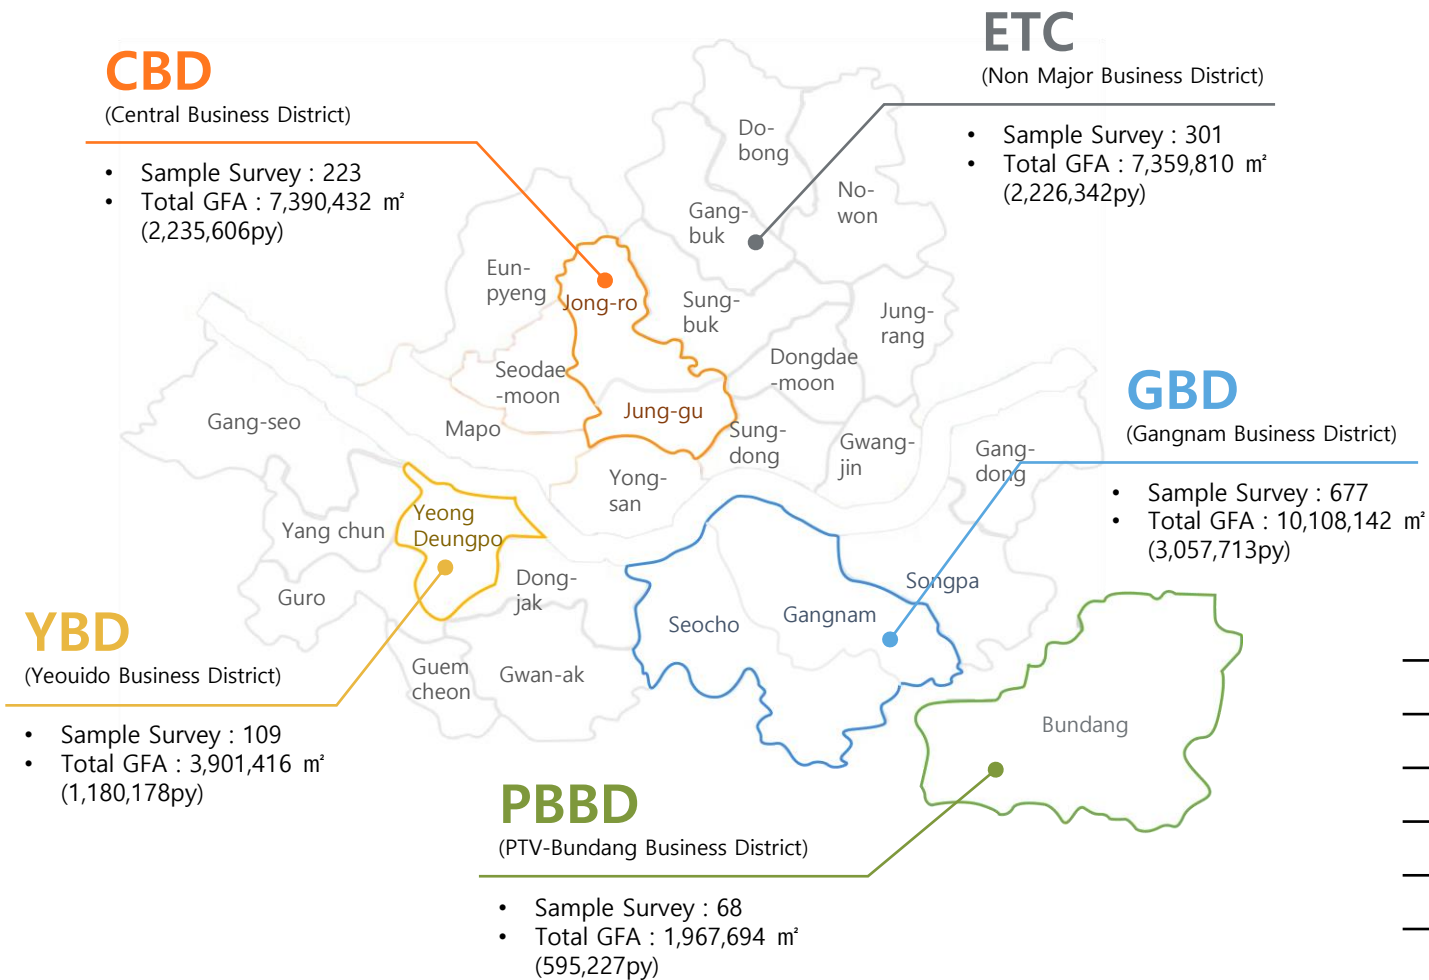 ETC
(Non Major Business District)
• Sample Survey : 301
• Total GFA : 7,359,810 ㎡
(2,226,342py)
CBD
(Central Business District)
• Sample Survey : 223
• Total GFA : 7,390,432 ㎡
(2,235,606py)
Do-
bong
No-
won
Gang-
buk
Eun-
pyeng
Jong-ro
Sung-
buk
Jung-
rang
Dongdae
-moon
Seodae
-moon
Gang-seo
Mapo
Jung-gu
Sung-
dong
Gwang-
jin
Gang-
dong
Yong-
san
GBD
(Gangnam Business District)
• Sample Survey : 677
• Total GFA : 10,108,142 ㎡
(3,057,713py)
Yang chun
Yeong
Deungpo
Guro
Dong-
jak
Songpa
Gangnam
Seocho
Guem
cheon
Gwan-ak
YBD
(Yeouido Business District)
• Sample Survey : 109
• Total GFA : 3,901,416 ㎡
(1,180,178py)
Bundang
PBBD
(PTV-Bundang Business District)
• Sample Survey : 68
• Total GFA : 1,967,694 ㎡
(595,227py)